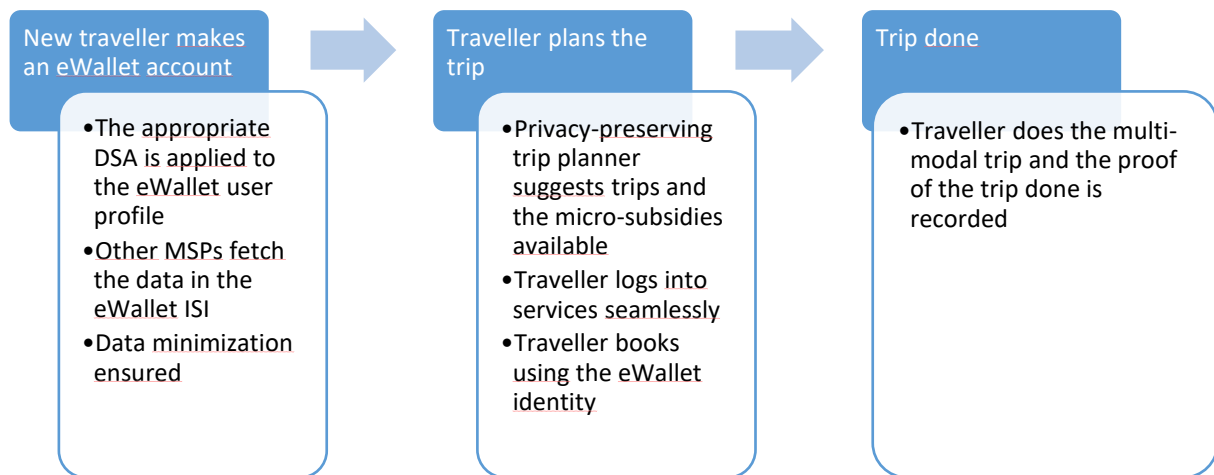 New traveller makes
an eWallet account
•The appropriate
DSA is applied to
the eWallet user
profile
•Other MSPs fetch
the data in the
eWallet ISI
•Data minimization
ensured
Traveller plans the
trip
•Privacy-preserving
trip planner
suggests trips and
the micro-subsidies
available
•Traveller logs into
services seamlessly
•Traveller books
using the eWallet
identity
Trip done
•Traveller does the multi-
modal trip and the proof
of the trip done is
recorded